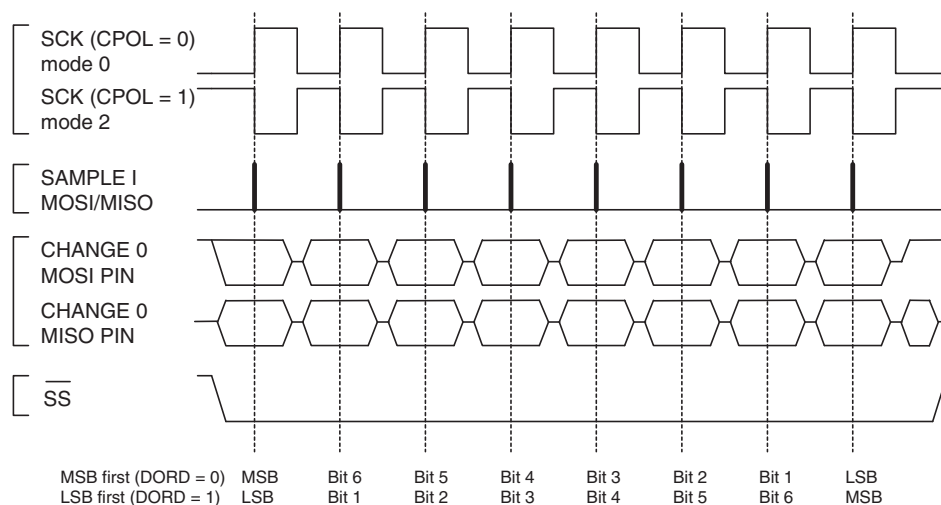 SCK (CPOL = 0)
mode 0
SCK (CPOL = 1)
mode 2
SAMPLE I
MOSI/MISO
CHANGE 0
MOSI PIN
CHANGE 0
MISO PIN
SS
MSB first (DORD = 0) MSB Bit 6 Bit 5 Bit 4 Bit 3 Bit 2 Bit 1 LSB
LSB first (DORD = 1) LSB Bit 1 Bit 2 Bit 3 Bit 4 Bit 5 Bit 6 MSB